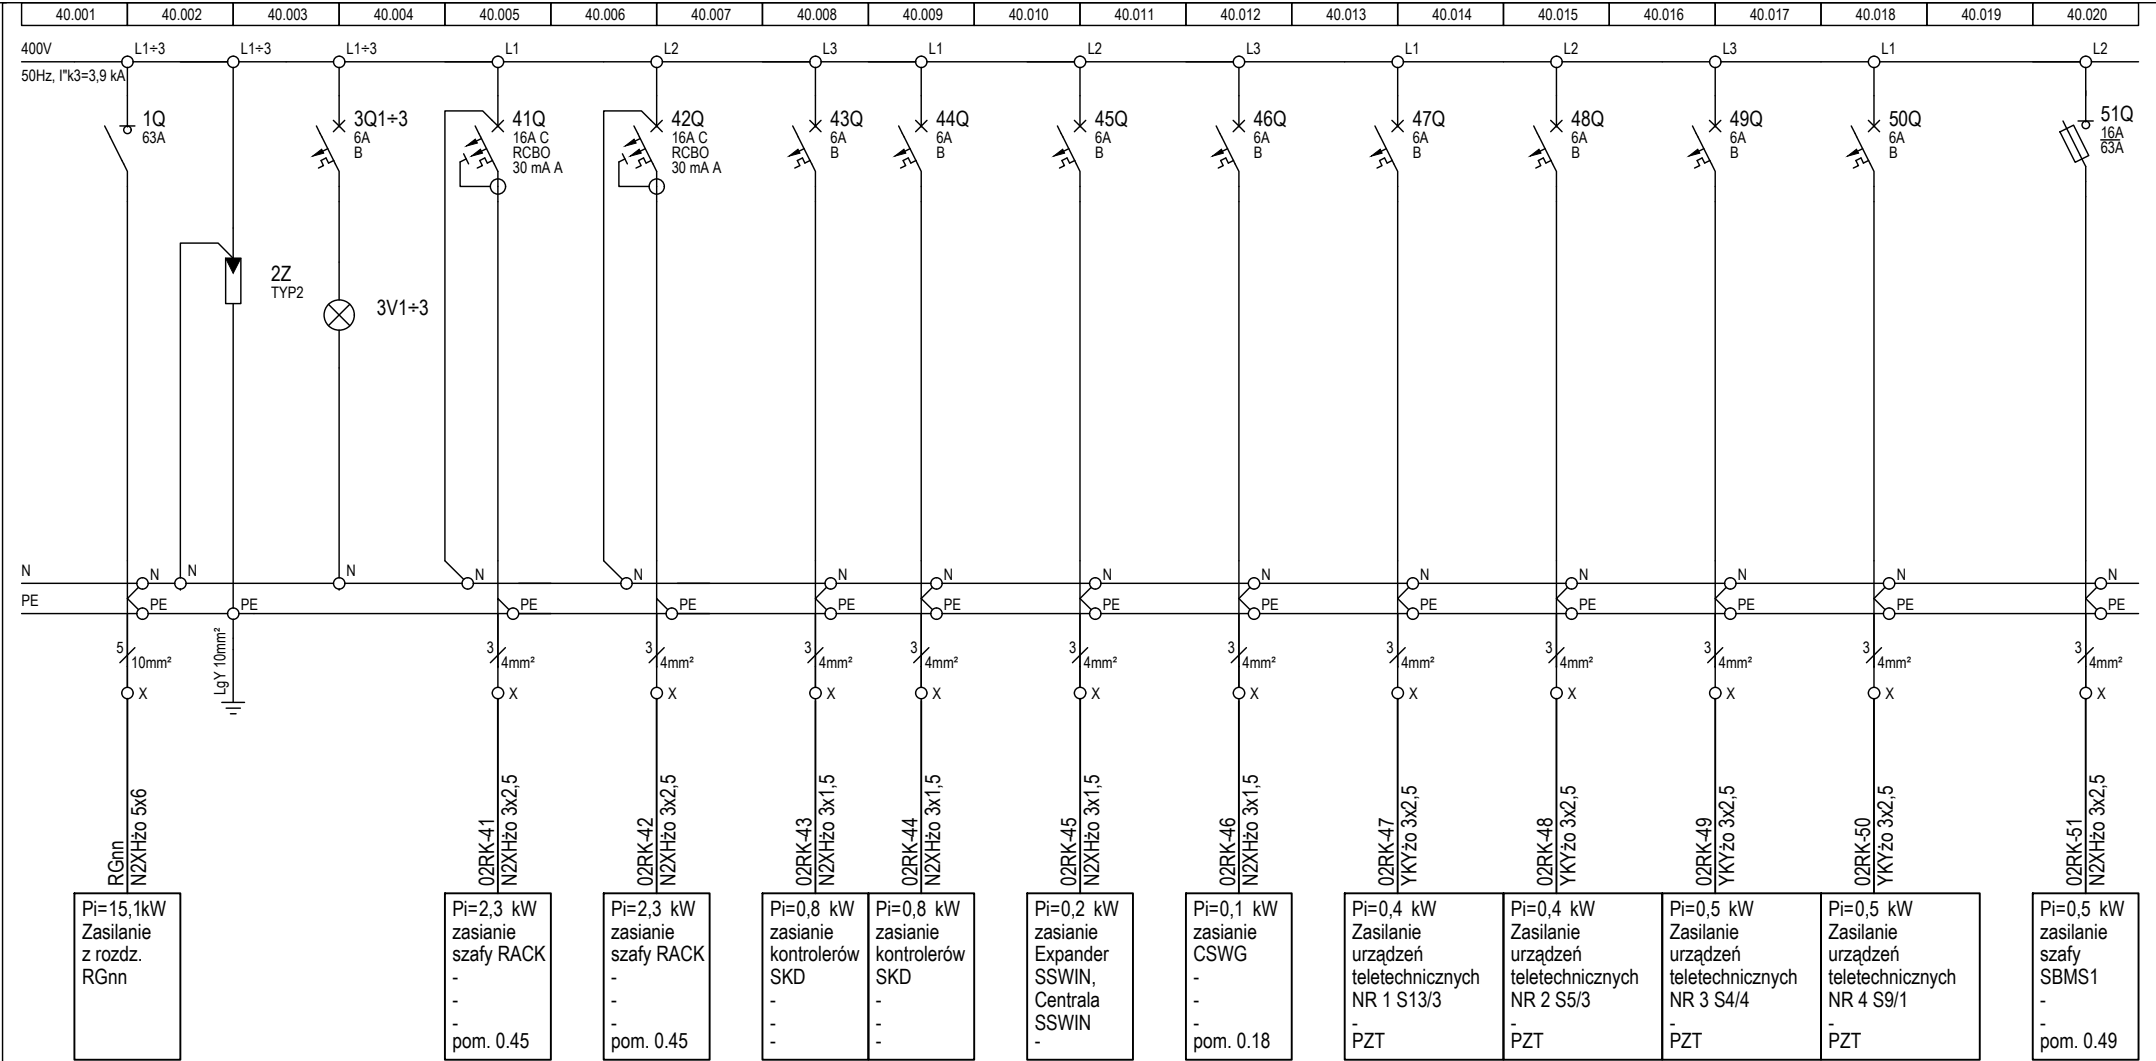 40.001 40.002 40.003 40.004 40.005 40.006 40.007 40.008 40.009 40.010 40.011 40.012 40.013 40.014 40.015 40.016 40.017 40.018 40.019 40.020
400V L1÷3 L1÷3 L1÷3 L1 L2 L3 L1 L2 L3 L1 L2 L3 L1 L2
50Hz, I"k3=3,9 kA
1Q
63A
3Q1÷3
6A
B
41Q
16A C
RCBO
30 mA A
42Q
16A C
RCBO
30 mA A
43Q
6A
B
44Q
6A
B
45Q
6A
B
46Q
6A
B
47Q
6A
B
48Q
6A
B
49Q
6A
B
50Q
6A
B
51Q
16A
63A
2Z
TYP2
3V1÷3
N N N N N N N N N N N N N N N
PE PE PE PE PE PE PE PE PE PE PE PE PE PE
5 10mm²
LgY 10mm²
3 4mm² 3 4mm² 3 4mm² 3 4mm² 3 4mm² 3 4mm² 3 4mm² 3 4mm² 3 4mm² 3 4mm² 3 4mm²
X X X X X X X X X X X X
RGnn
N2XHżo 5x6
02RK-41
N2XHżo 3x2,5
02RK-42
N2XHżo 3x2,5
02RK-43
N2XHżo 3x1,5
02RK-44
N2XHżo 3x1,5
02RK-45
N2XHżo 3x1,5
02RK-46
N2XHżo 3x1,5
02RK-47
YKYżo 3x2,5
02RK-48
YKYżo 3x2,5
02RK-49
YKYżo 3x2,5
02RK-50
YKYżo 3x2,5
02RK-51
N2XHżo 3x2,5
Pi=15,1kW
Zasilanie
z rozdz.
RGnn
Pi=2,3 kW
zasianie
szafy RACK
-
-
-
pom. 0.45
Pi=2,3 kW
zasianie
szafy RACK
-
-
-
pom. 0.45
Pi=0,8 kW
zasianie
kontrolerów
SKD
-
-
-
Pi=0,8 kW
zasianie
kontrolerów
SKD
-
-
-
Pi=0,2 kW
zasianie
Expander
SSWIN,
Centrala
SSWIN
-
Pi=0,1 kW
zasianie
CSWG
-
-
-
pom. 0.18
Pi=0,4 kW
Zasilanie
urządzeń
teletechnicznych
NR 1 S13/3
-
PZT
Pi=0,4 kW
Zasilanie
urządzeń
teletechnicznych
NR 2 S5/3
-
PZT
Pi=0,5 kW
Zasilanie
urządzeń
teletechnicznych
NR 3 S4/4
-
PZT
Pi=0,5 kW
Zasilanie
urządzeń
teletechnicznych
NR 4 S9/1
-
PZT
Pi=0,5 kW
zasilanie
szafy
SBMS1
-
-
pom. 0.49